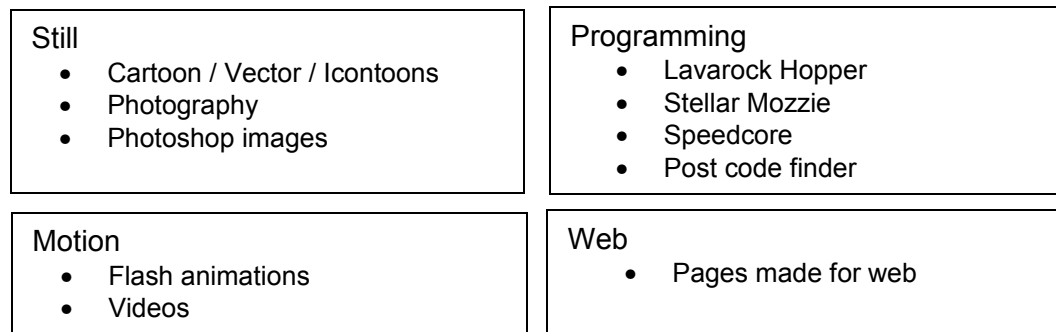 Still
• Cartoon / Vector / Icontoons
• Photography
• Photoshop images
Programming
• Lavarock Hopper
• Stellar Mozzie
• Speedcore
• Post code finder
Motion
• Flash animations
• Videos
Web
• Pages made for web